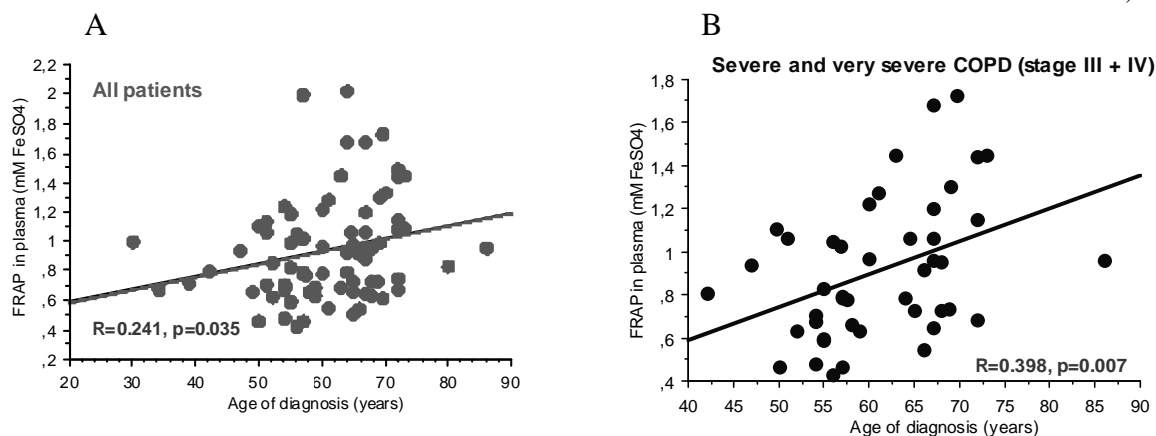 A
All patients
FRAP in plasma (mM FeSO4)
2,2
2
1,8
1,6
1,4
1,2
1
,8
,6
,4
,2
R=0.241, p=0.035
20 30 40 50 60 70 80 90
Age of diagnosis (years)
B
Severe and very severe COPD (stage III + IV)
FRAP in plasma (mM FeSO4)
1,8
1,6
1,4
1,2
1
,8
,6
,4
R=0.398, p=0.007
40 45 50 55 60 65 70 75 80 85 90
Age of diagnosis (years)